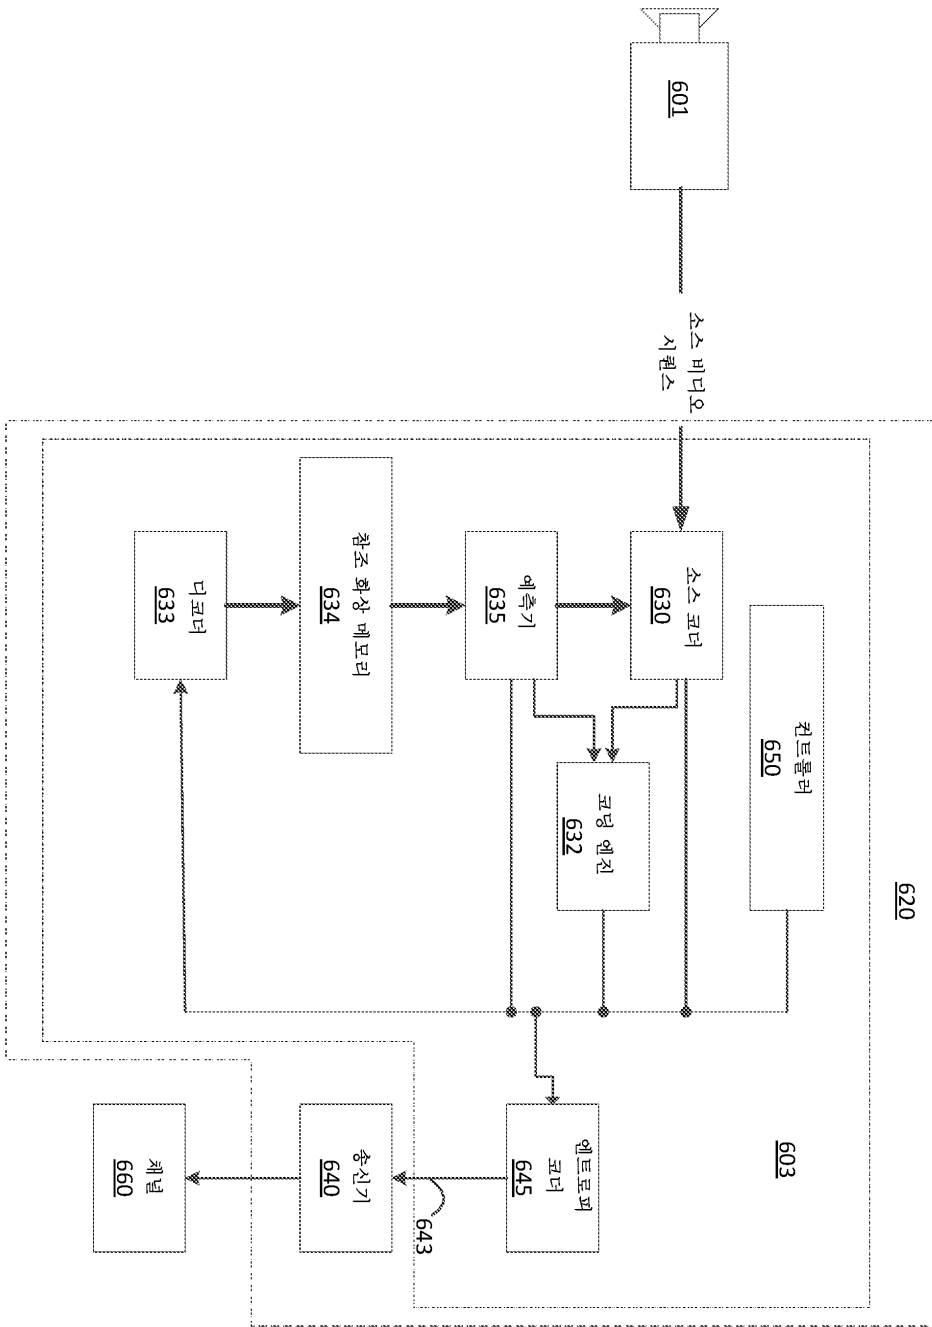 601
소스 비디오
시퀀스
620
603
컨트롤러
650
소스 코더
630
코딩 엔진
632
예측기
635
참조 화상 메모리
634
디코더
633
엔트로피
코더
645
643
송신기
640
채널
660